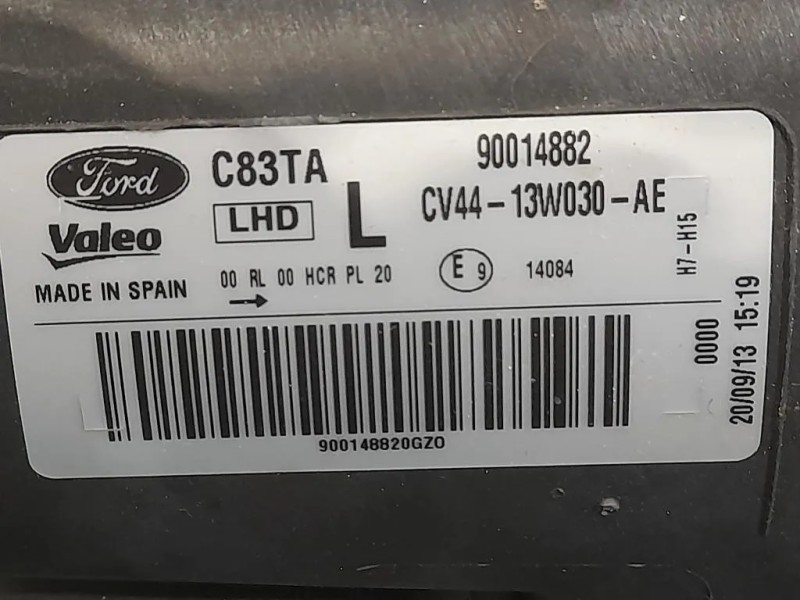 Ford
C83TA
90014882
Valeo
LHD
L
CV44-13W030-AE
MADE IN SPAIN
00 RL 00 HCR PL 20
E 9
14084
H7-H15
0000
20/09/13 15:19
900148820GZ0